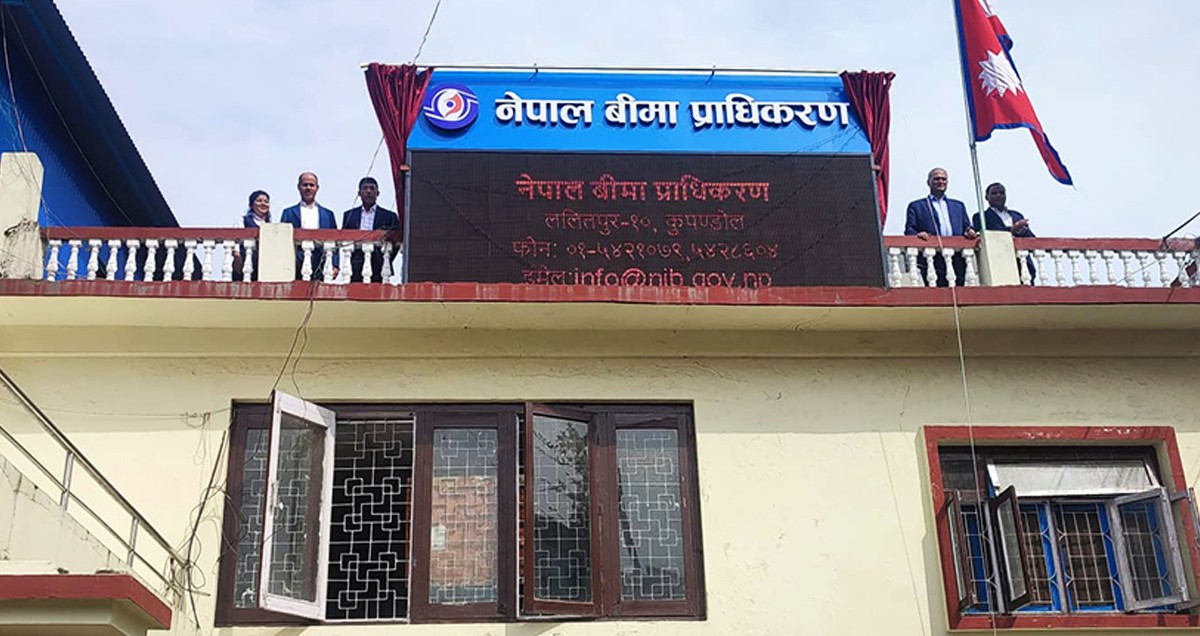 नेपाल बीमा प्राधिकरण
नेपाल बीमा प्राधिकरण
ललितपुर-१०, कुपण्डोल
फोन: ०१-५४२१०७९,५४२८६०४
इमेल:info@nib.gov.np